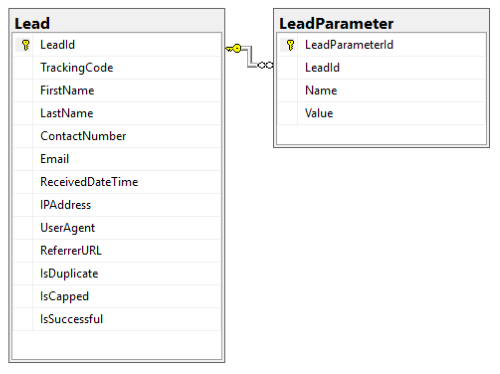 Lead
LeadId
TrackingCode
FirstName
LastName
ContactNumber
Email
ReceivedDateTime
IPAddress
UserAgent
ReferrerURL
IsDuplicate
IsCapped
IsSuccessful
LeadParameter
LeadParameterId
LeadId
Name
Value